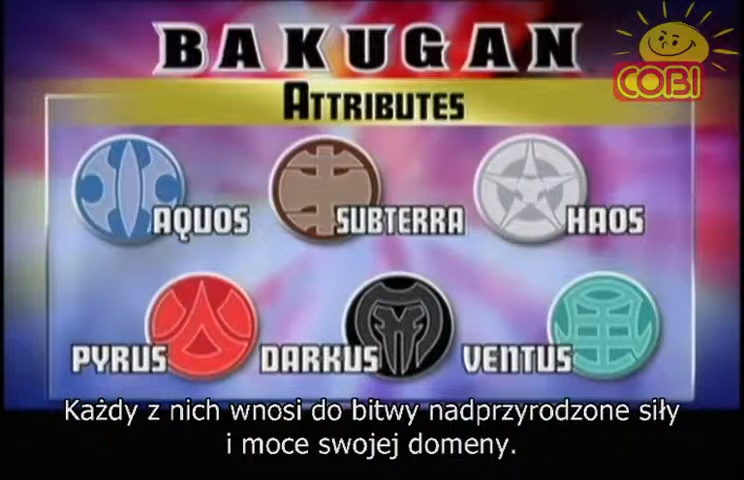 BAKUGAN
COBI
ATTRIBUTES
AQUOS SUBTERRA HAOS
PYRUS DARKUS VENTUS
Każdy z nich wnosi do bitwy nadprzyrodzone siły
i moce swojej domeny.